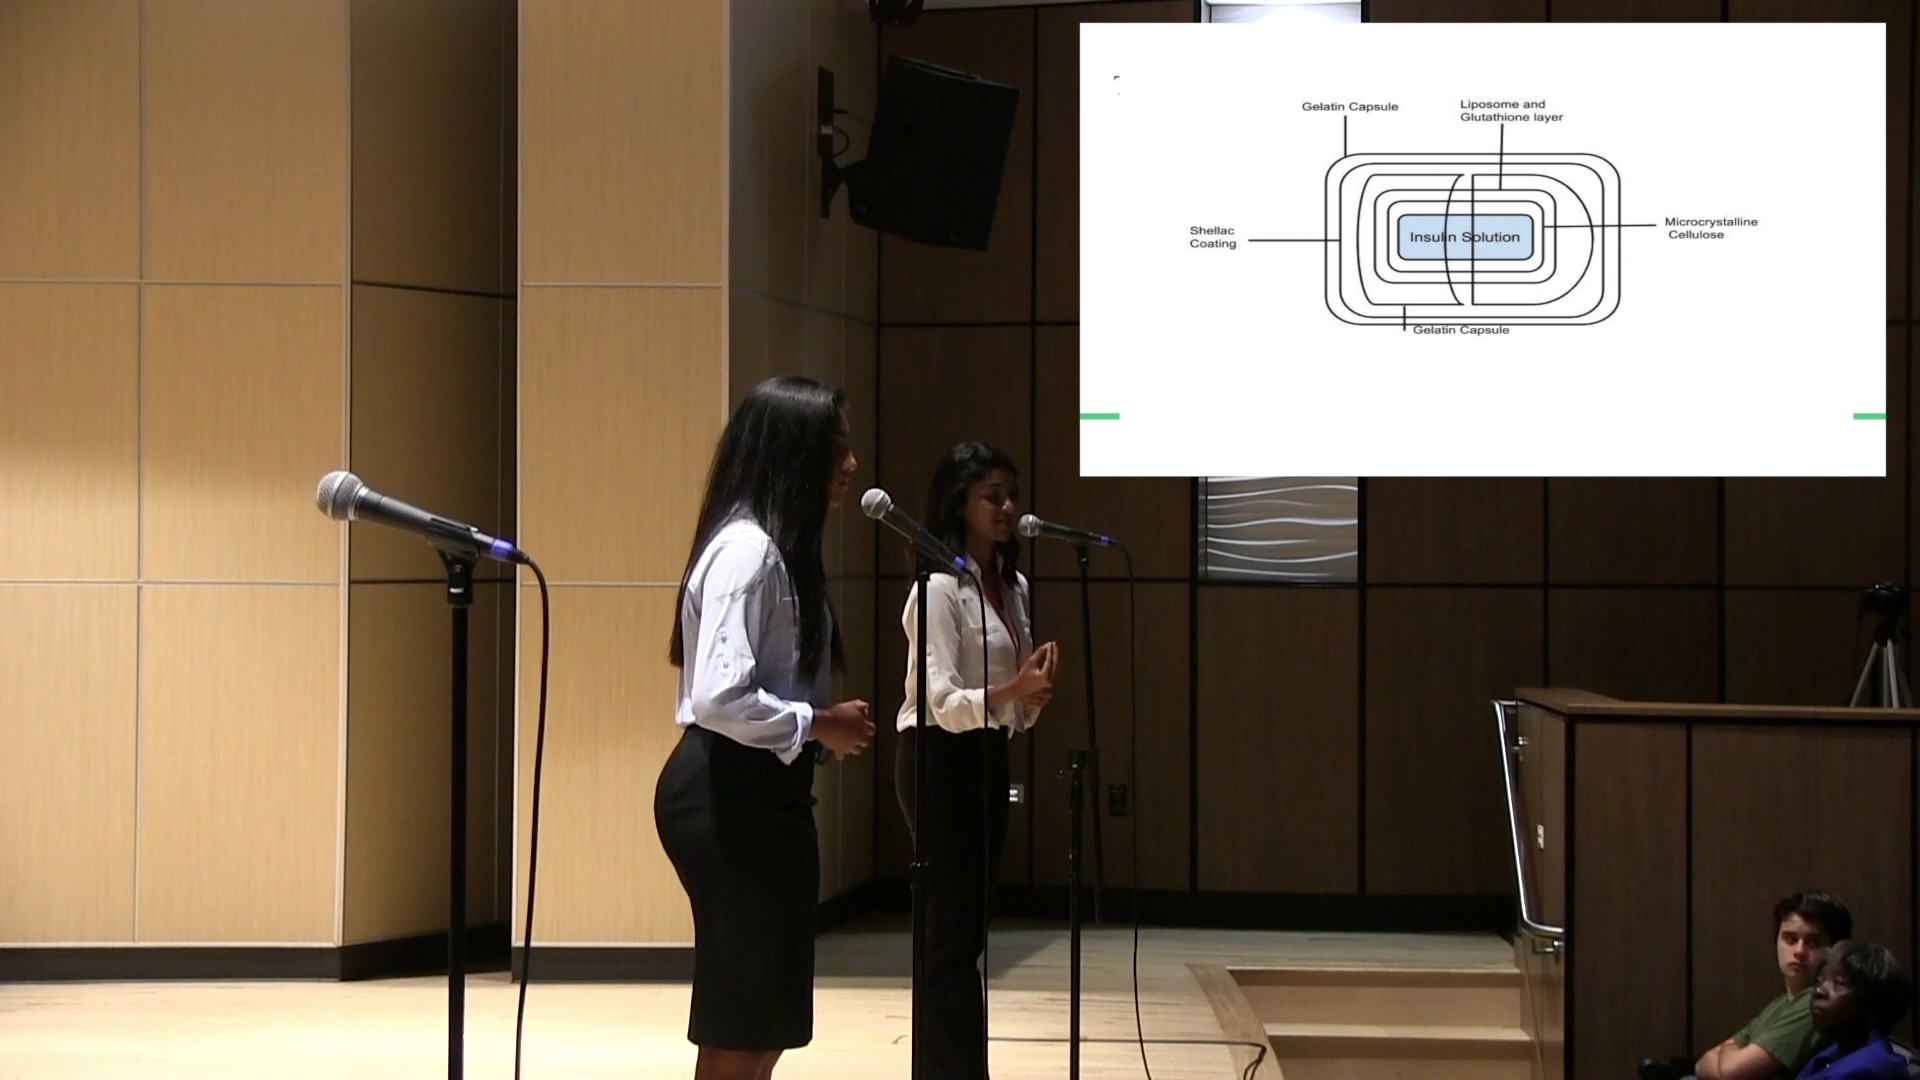 Gelatin Capsule
Liposome and
Glutathione layer
Shellac
Coating
Insulin Solution
Microcrystalline
Cellulose
Gelatin Capsule